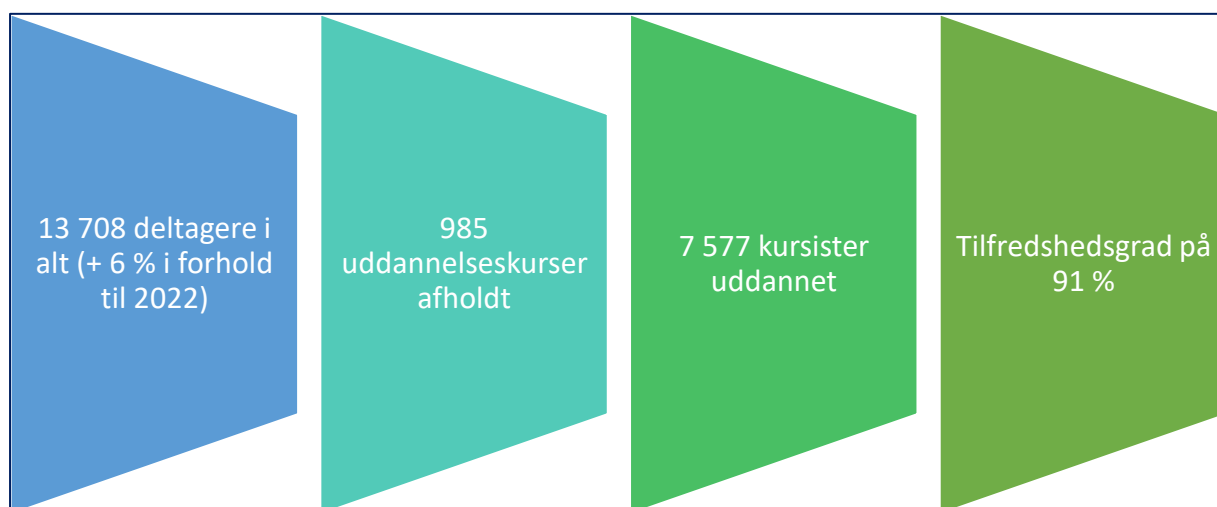 13 708 deltagere i
alt (+ 6 % i forhold
til 2022)
985
uddannelseskurser
afholdt
7 577 kursister
uddannet
Tilfredshedsgrad på
91 %